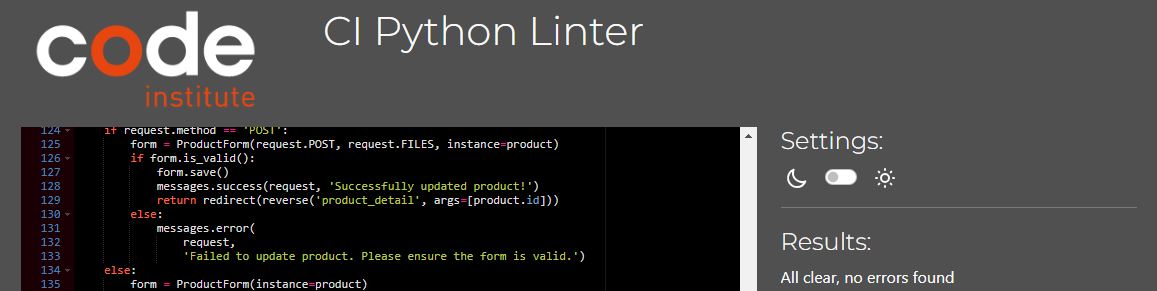 code
institute
CI Python Linter
124 if request.method == 'POST':
125 form = ProductForm(request.POST, request.FILES, instance=product)
126 if form.is_valid():
127 form.save()
128 messages.success(request, 'Successfully updated product!')
129 return redirect(reverse('product_detail', args=[product.id]))
130 else:
131 messages.error(
132 request,
133 'Failed to update product. Please ensure the form is valid.')
134 else:
135 form = ProductForm(instance=product)
Settings:
Results:
All clear, no errors found